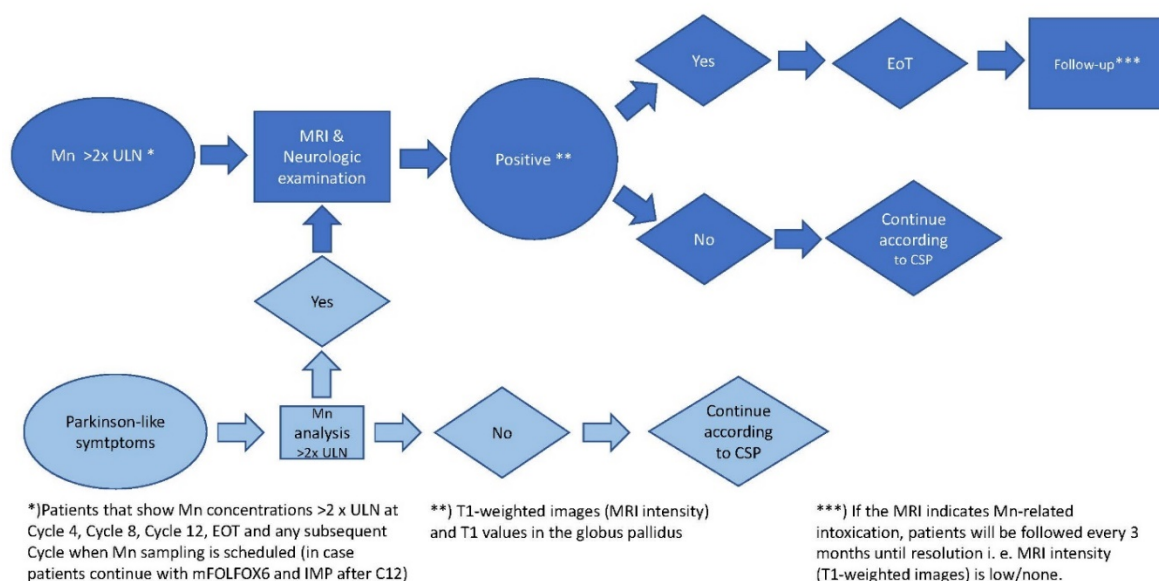 Yes
EoT
Follow-up***
Mn >2x ULN *
MRI &
Neurologic
examination
Positive **
No
Continue
according
to CSP
Yes
Parkinson-like
symtptoms
Mn
analysis
>2x ULN
No
Continue
according
to CSP
*)Patients that show Mn concentrations >2 x ULN at
Cycle 4, Cycle 8, Cycle 12, EOT and any subsequent
Cycle when Mn sampling is scheduled (in case
patients continue with mFOLFOX6 and IMP after C12)
**) T1-weighted images (MRI intensity)
and T1 values in the globus pallidus
***) If the MRI indicates Mn-related
intoxication, patients will be followed every 3
months until resolution i. e. MRI intensity
(T1-weighted images) is low/none.